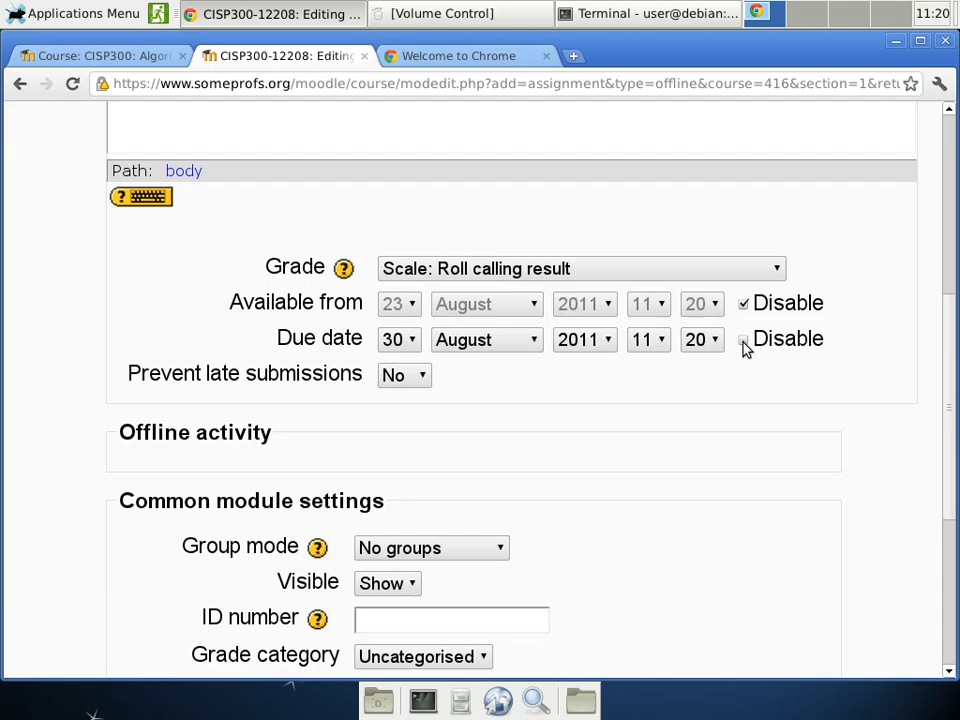 Applications Menu CISP300-12208: Editing ... [Volume Control] Terminal - user@debian:... 11:20
Course: CISP300: Algori CISP300-12208: Editing Welcome to Chrome
https://www.someprofs.org/moodle/course/modedit.php?add=assignment&type=offline&course=416&section=1&retu
Path: body
?
Grade ? Scale: Roll calling result
Available from 23 August 2011 11 20 Disable
Due date 30 August 2011 11 20 Disable
Prevent late submissions No
Offline activity
Common module settings
Group mode ? No groups
Visible Show
ID number ?
Grade category Uncategorised